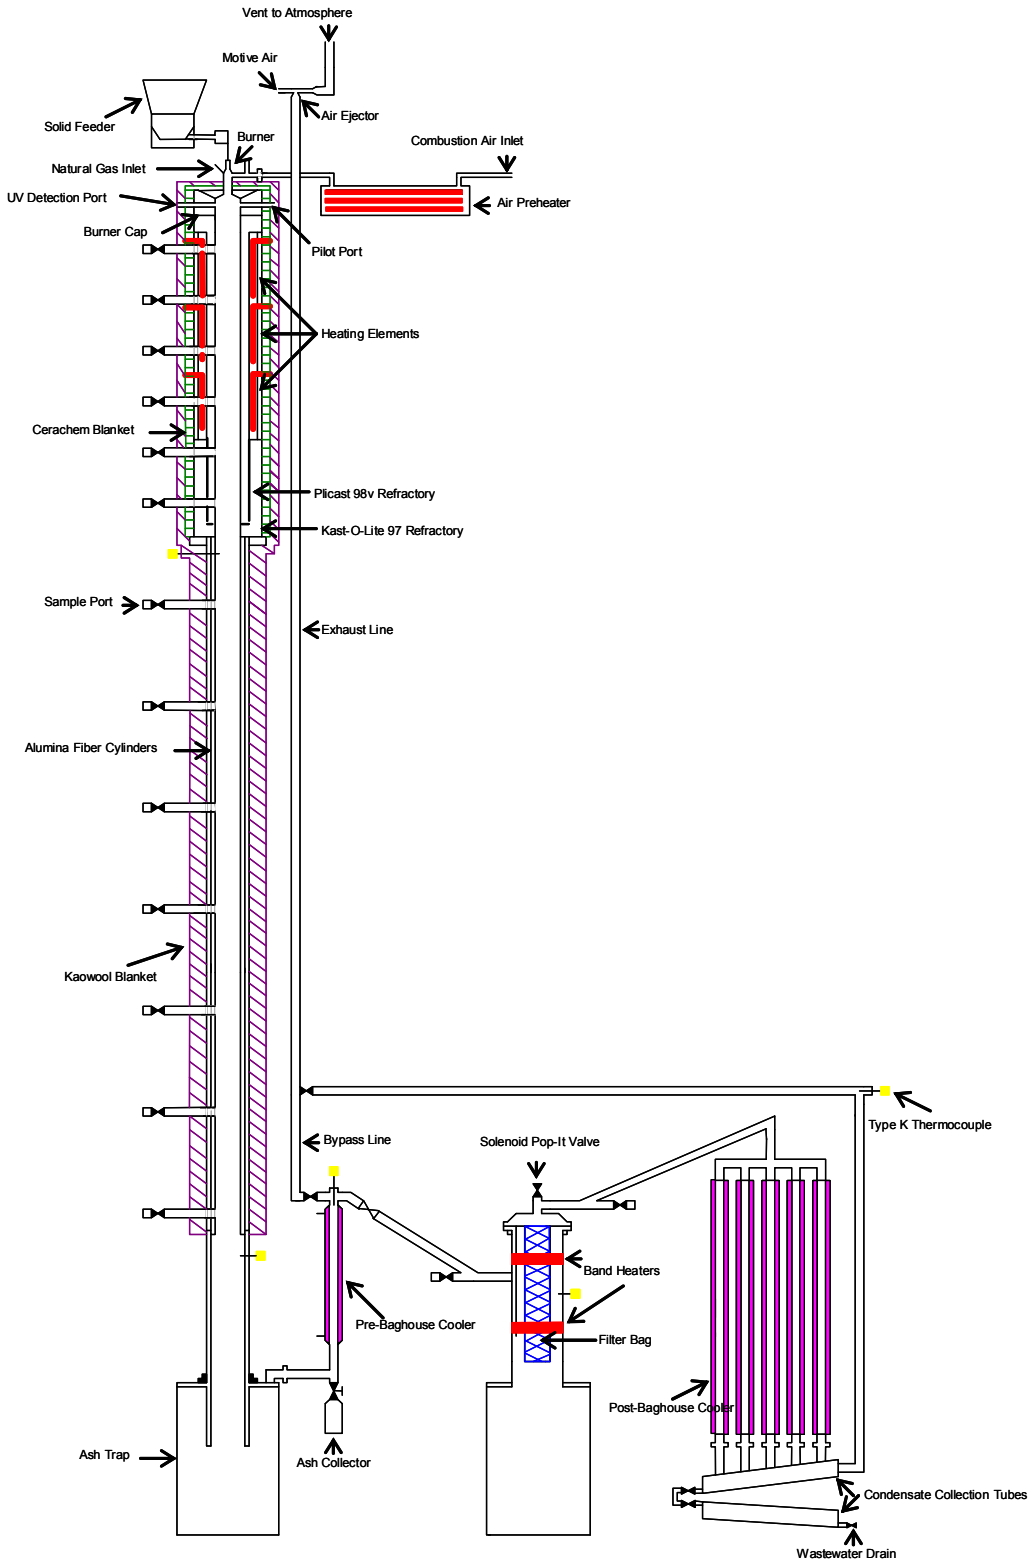 Vent to Atmosphere
Motive Air
Air Ejector
Solid Feeder
Burner
Combustion Air Inlet
Natural Gas Inlet
UV Detection Port
Air Preheater
Burner Cap
Pilot Port
Heating Elements
Cerachem Blanket
Plicast 98v Refractory
Kast-O-Lite 97 Refractory
Sample Port
Exhaust Line
Alumina Fiber Cylinders
Kaowool Blanket
Type K Thermocouple
Bypass Line
Solenoid Pop-It Valve
Band Heaters
Pre-Baghouse Cooler
Filter Bag
Post-Baghouse Cooler
Ash Trap
Ash Collector
Condensate Collection Tubes
Wastewater Drain